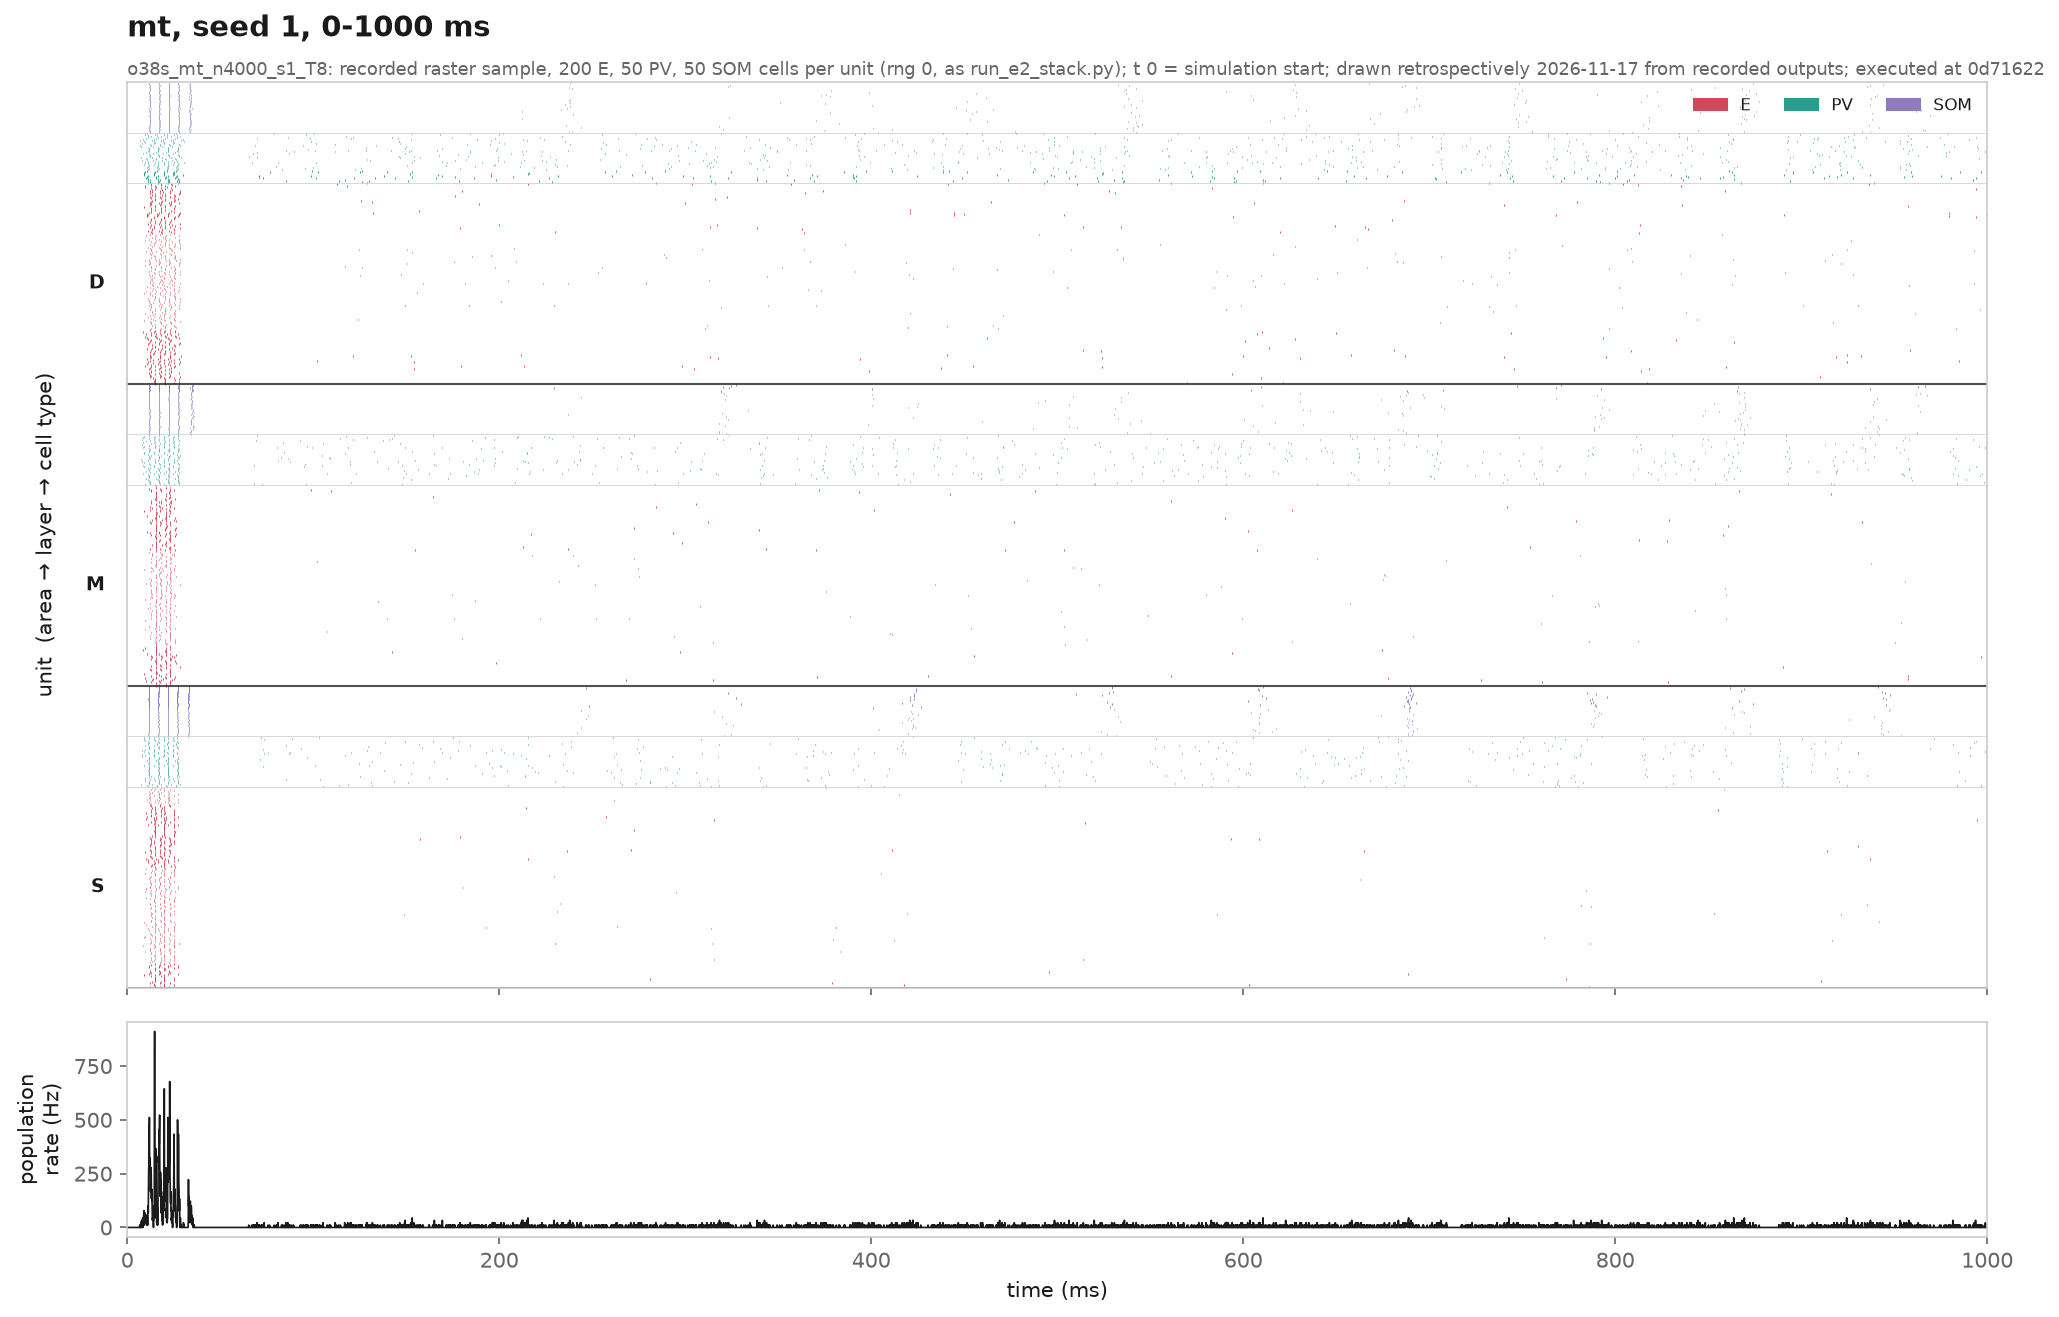 mt, seed 1, 0-1000 ms
o38s_mt_n4000_s1_T8: recorded raster sample, 200 E, 50 PV, 50 SOM cells per unit (rng 0, as run_e2_stack.py); t 0 = simulation start; drawn retrospectively 2026-11-17 from recorded outputs; executed at 0d71622
E PV SOM
D
M
S
unit (area → layer → cell type)
0 200 400 600 800 1000
750
500
250
0
population
rate (Hz)
time (ms)